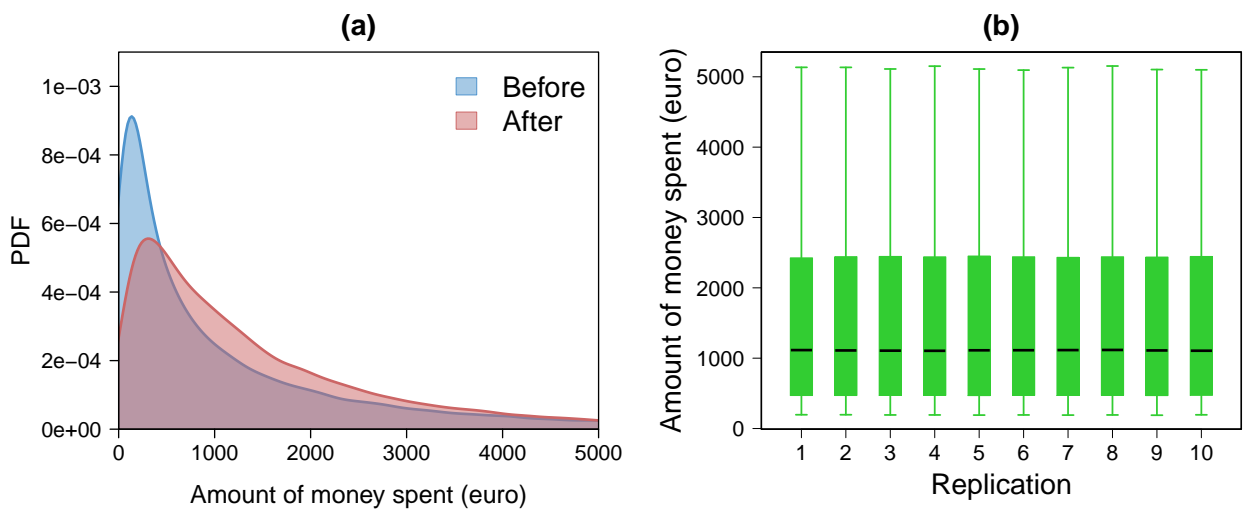 (a)
PDF
1e−03
8e−04
6e−04
4e−04
2e−04
0e+00
Before
After
0 1000 2000 3000 4000 5000
Amount of money spent (euro)
(b)
Amount of money spent (euro)
5000
4000
3000
2000
1000
0
1 2 3 4 5 6 7 8 9 10
Replication